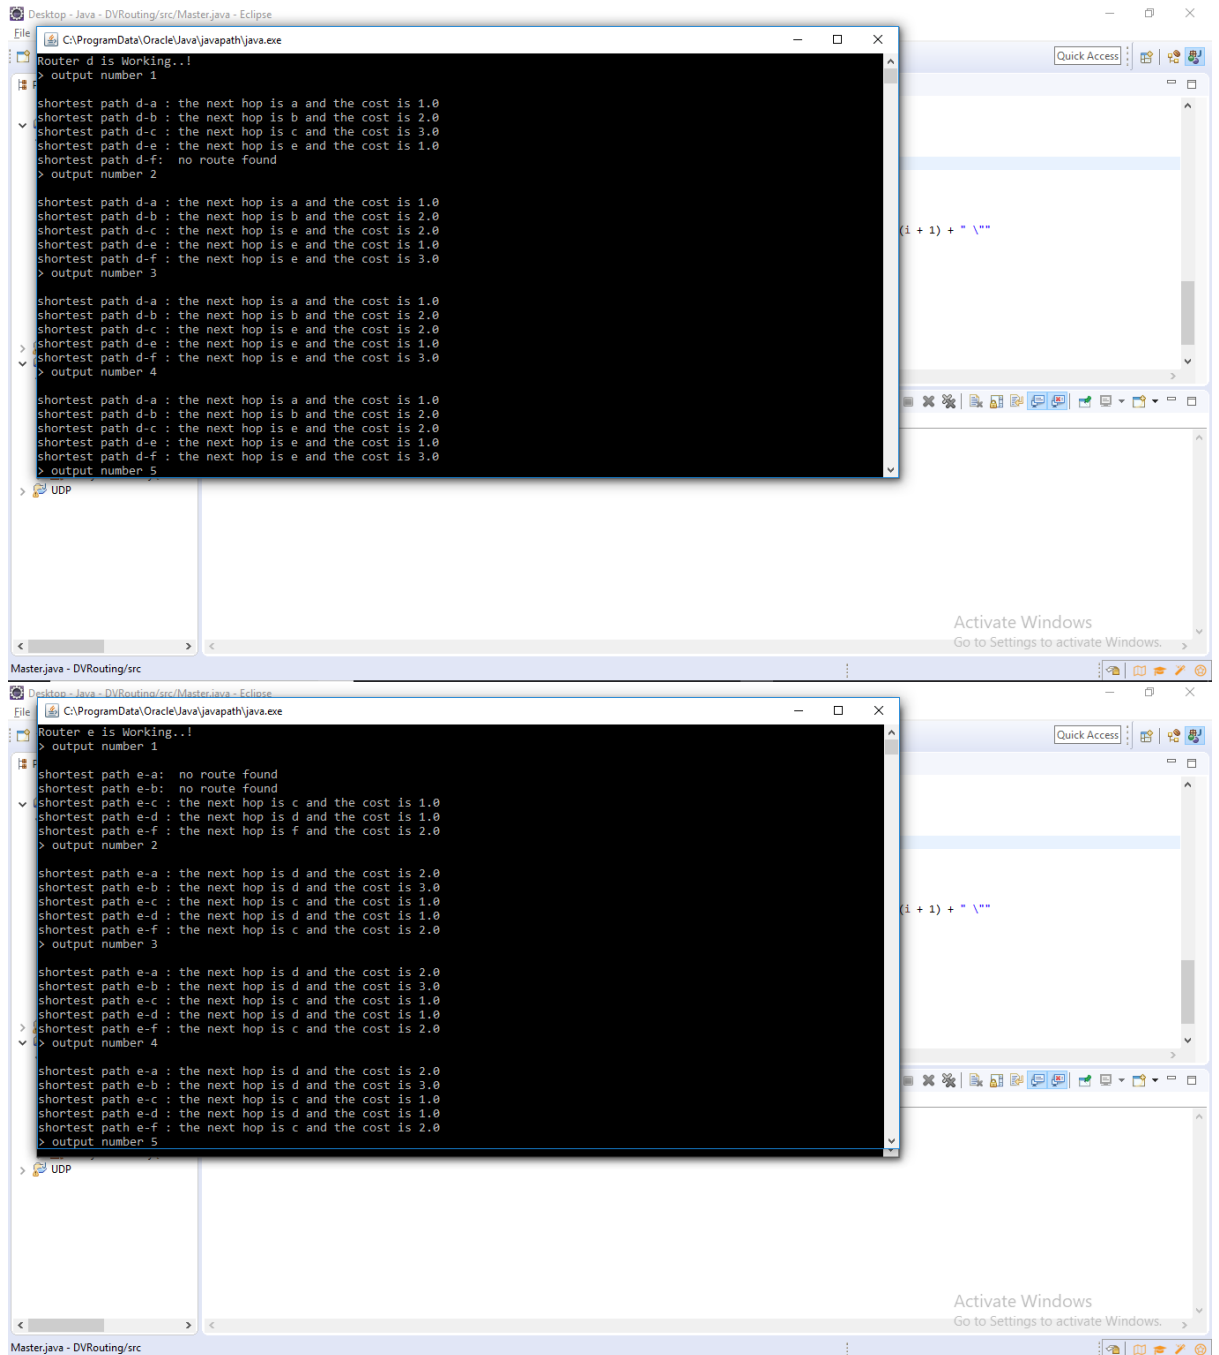 Desktop - Java - DVRouting/src/Master.java - Eclipse
File
C:\ProgramData\Oracle\Java\javapath\java.exe
Quick Access
Router d is Working..!
> output number 1
shortest path d-a : the next hop is a and the cost is 1.0
shortest path d-b : the next hop is b and the cost is 2.0
shortest path d-c : the next hop is c and the cost is 3.0
shortest path d-e : the next hop is e and the cost is 1.0
shortest path d-f:  no route found
> output number 2
shortest path d-a : the next hop is a and the cost is 1.0
shortest path d-b : the next hop is b and the cost is 2.0
shortest path d-c : the next hop is e and the cost is 2.0
shortest path d-e : the next hop is e and the cost is 1.0
shortest path d-f : the next hop is e and the cost is 3.0
> output number 3
shortest path d-a : the next hop is a and the cost is 1.0
shortest path d-b : the next hop is b and the cost is 2.0
shortest path d-c : the next hop is e and the cost is 2.0
shortest path d-e : the next hop is e and the cost is 1.0
shortest path d-f : the next hop is e and the cost is 3.0
> output number 4
shortest path d-a : the next hop is a and the cost is 1.0
shortest path d-b : the next hop is b and the cost is 2.0
shortest path d-c : the next hop is e and the cost is 2.0
shortest path d-e : the next hop is e and the cost is 1.0
shortest path d-f : the next hop is e and the cost is 3.0
> output number 5
(i + 1) + " \""
UDP
Activate Windows
Go to Settings to activate Windows.
Master.java - DVRouting/src
Desktop - Java - DVRouting/src/Master.java - Eclipse
File
C:\ProgramData\Oracle\Java\javapath\java.exe
Quick Access
Router e is Working..!
> output number 1
shortest path e-a:  no route found
shortest path e-b:  no route found
shortest path e-c : the next hop is c and the cost is 1.0
shortest path e-d : the next hop is d and the cost is 1.0
shortest path e-f : the next hop is f and the cost is 2.0
> output number 2
shortest path e-a : the next hop is d and the cost is 2.0
shortest path e-b : the next hop is d and the cost is 3.0
shortest path e-c : the next hop is c and the cost is 1.0
shortest path e-d : the next hop is d and the cost is 1.0
shortest path e-f : the next hop is c and the cost is 2.0
> output number 3
shortest path e-a : the next hop is d and the cost is 2.0
shortest path e-b : the next hop is d and the cost is 3.0
shortest path e-c : the next hop is c and the cost is 1.0
shortest path e-d : the next hop is d and the cost is 1.0
shortest path e-f : the next hop is c and the cost is 2.0
> output number 4
shortest path e-a : the next hop is d and the cost is 2.0
shortest path e-b : the next hop is d and the cost is 3.0
shortest path e-c : the next hop is c and the cost is 1.0
shortest path e-d : the next hop is d and the cost is 1.0
shortest path e-f : the next hop is c and the cost is 2.0
> output number 5
(i + 1) + " \""
UDP
Activate Windows
Go to Settings to activate Windows.
Master.java - DVRouting/src